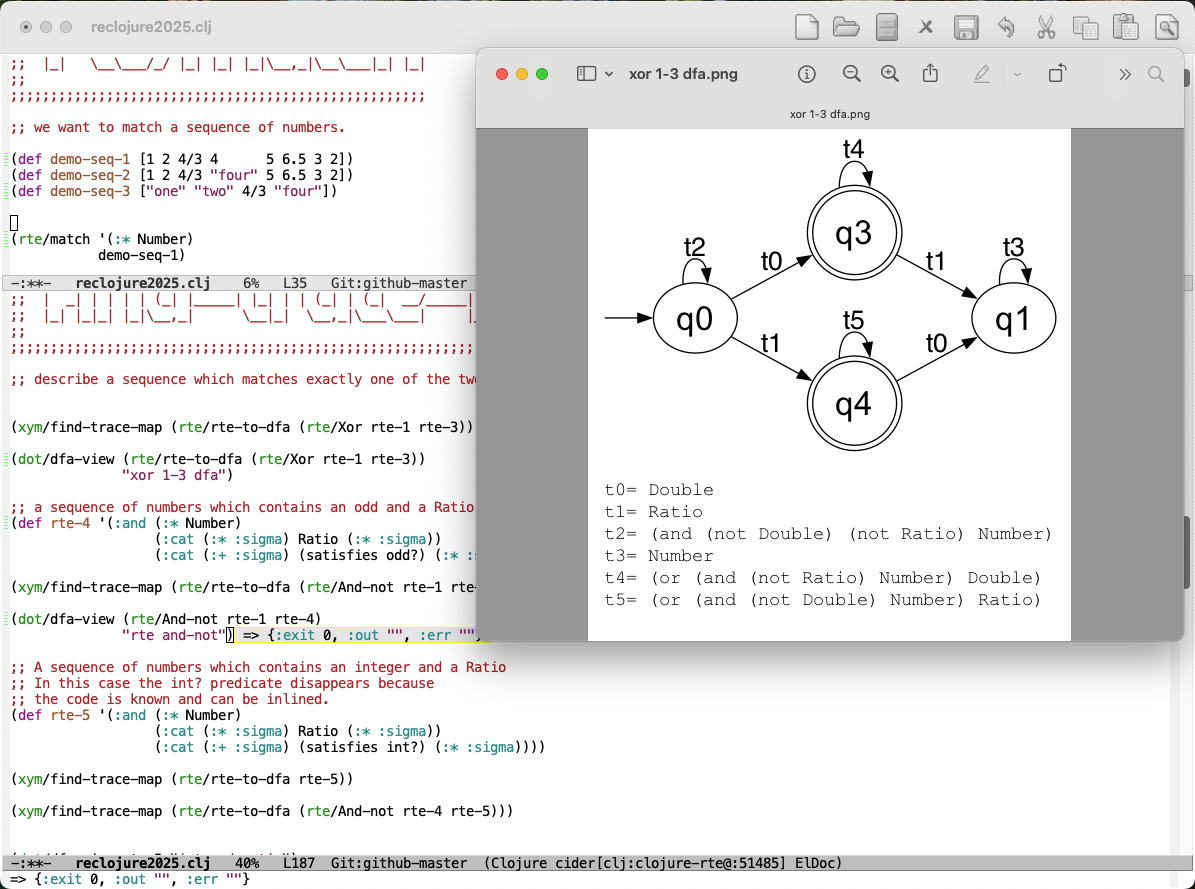 reclojure2025.clj
;; |_| \__\___/_/ |_| |_| |_|\__,_|\__\___|_| |_|
;;
;;;;;;;;;;;;;;;;;;;;;;;;;;;;;;;;;;;;;;;;;;;;;;;;;;;;
;; we want to match a sequence of numbers.
(def demo-seq-1 [1 2 4/3 4      5 6.5 3 2])
(def demo-seq-2 [1 2 4/3 "four" 5 6.5 3 2])
(def demo-seq-3 ["one" "two" 4/3 "four"])
(rte/match '(:* Number)
           demo-seq-1)
-:**-   reclojure2025.clj    6%   L35   Git:github-master
;;
;;;;;;;;;;;;;;;;;;;;;;;;;;;;;;;;;;;;;;;;;;;;;;;;;;;;;;;;;;
;; describe a sequence which matches exactly one of the two
(xym/find-trace-map (rte/rte-to-dfa (rte/Xor rte-1 rte-3))
(dot/dfa-view (rte/rte-to-dfa (rte/Xor rte-1 rte-3))
              "xor 1-3 dfa")
;; a sequence of numbers which contains an odd and a Ratio
(def rte-4 '(:and (:* Number)
                  (:cat (:* :sigma) Ratio (:* :sigma))
                  (:cat (:+ :sigma) (satisfies odd?) (:*
(xym/find-trace-map (rte/rte-to-dfa (rte/And-not rte-1 rte-
(dot/dfa-view (rte/And-not rte-1 rte-4)
              "rte and-not") => {:exit 0, :out "", :err ""}
;; A sequence of numbers which contains an integer and a Ratio
;; In this case the int? predicate disappears because
;; the code is known and can be inlined.
(def rte-5 '(:and (:* Number)
                  (:cat (:* :sigma) Ratio (:* :sigma))
                  (:cat (:+ :sigma) (satisfies int?) (:* :sigma))))
(xym/find-trace-map (rte/rte-to-dfa rte-5))
(xym/find-trace-map (rte/rte-to-dfa (rte/And-not rte-4 rte-5)))
-:**-   reclojure2025.clj   40%   L187  Git:github-master  (Clojure cider[clj:clojure-rte@:51485] ElDoc)
=> {:exit 0, :out "", :err ""}
xor 1-3 dfa.png
xor 1-3 dfa.png
t4
q3
t2
t0
t1
t3
q0
q1
t5
t1
t0
q4
t0= Double
t1= Ratio
t2= (and (not Double) (not Ratio) Number)
t3= Number
t4= (or (and (not Ratio) Number) Double)
t5= (or (and (not Double) Number) Ratio)